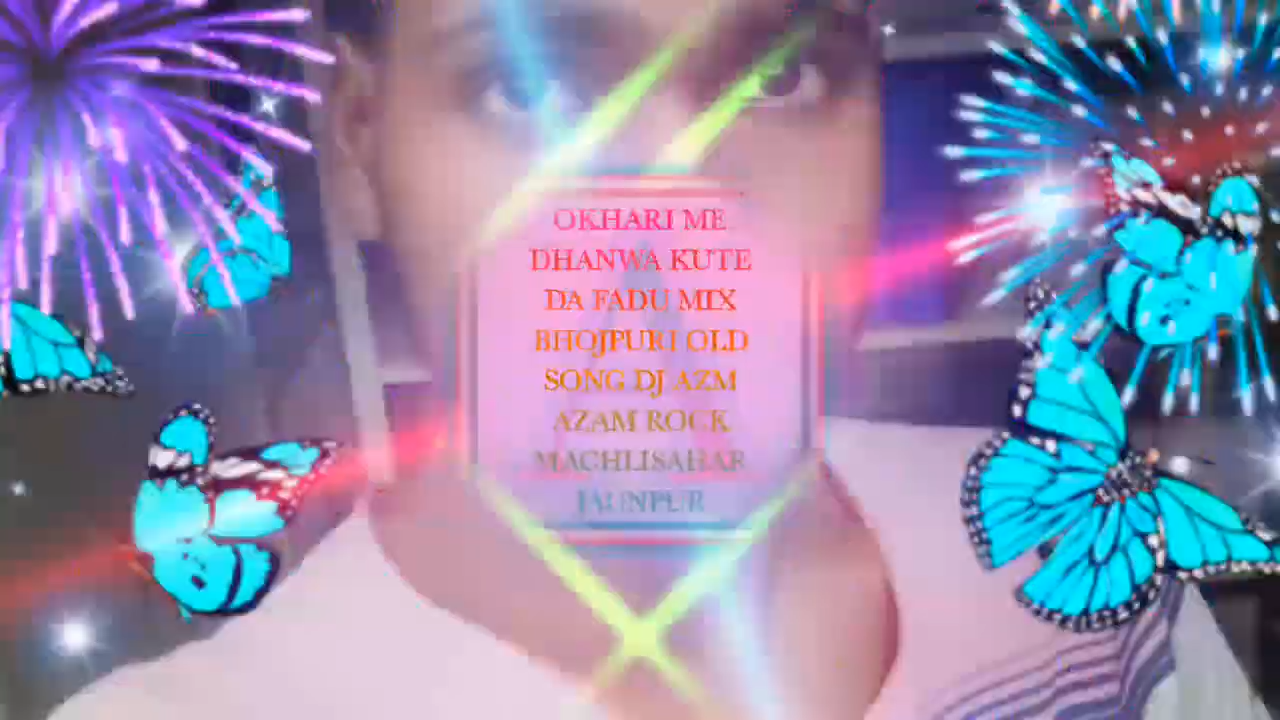 OKHARI ME
DHANWA KUTE
DA FADU MIX
BHOJPURI OLD
SONG DJ AZM
AZAM ROCK
MACHLISAHAR
JAUNPUR